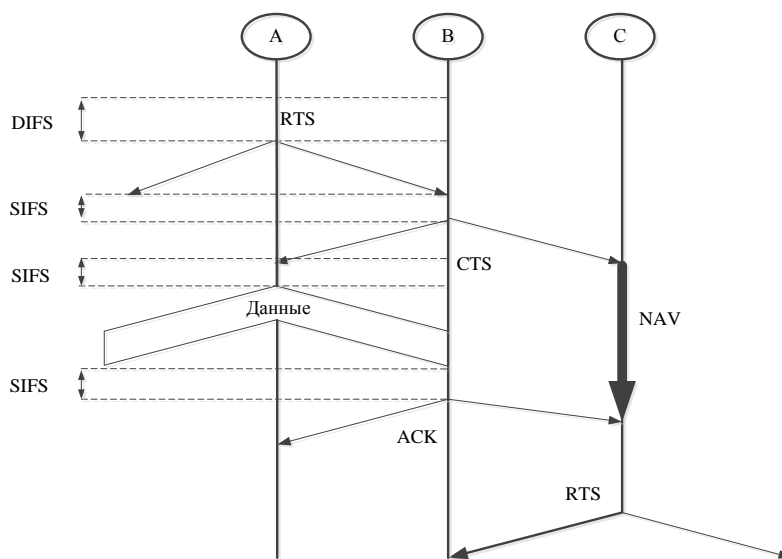 A
B
C
DIFS
RTS
SIFS
SIFS
CTS
Данные
NAV
SIFS
ACK
RTS